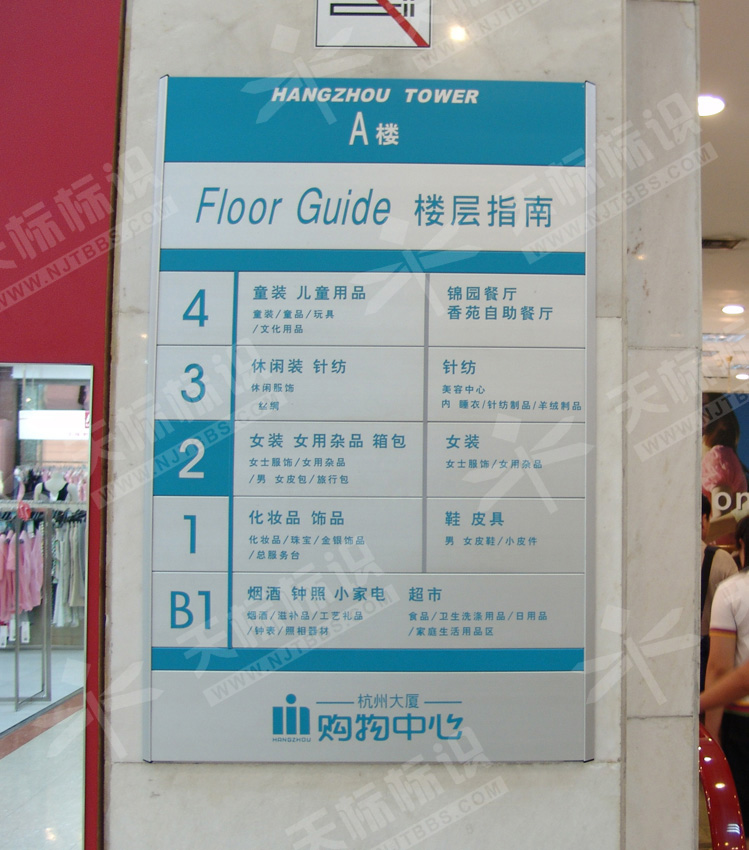 HANGZHOU TOWER
A楼
Floor Guide 楼层指南
4
童装 儿童用品
童装/童品/玩具
/文化用品
锦园餐厅
香苑自助餐厅
3
休闲装 针纺
休闲服饰
针纺
美容中心
内 睡衣/针纺制品/羊绒制品
2
女装 女用杂品 箱包
女士服饰/女用杂品
/男 女皮包/旅行包
女装
女士服饰/女用杂品
1
化妆品 饰品
化妆品/珠宝/金银饰品
/总服务台
鞋 皮具
男 女皮鞋/小皮件
B1
烟酒 钟照 小家电
烟酒/滋补品/工艺礼品
/钟表/照相器材
超市
食品/卫生洗涤用品/日用品
/家庭生活用品区
杭州大厦
购物中心
HANGZHOU
天标标识
WWW.NJTBBS.COM